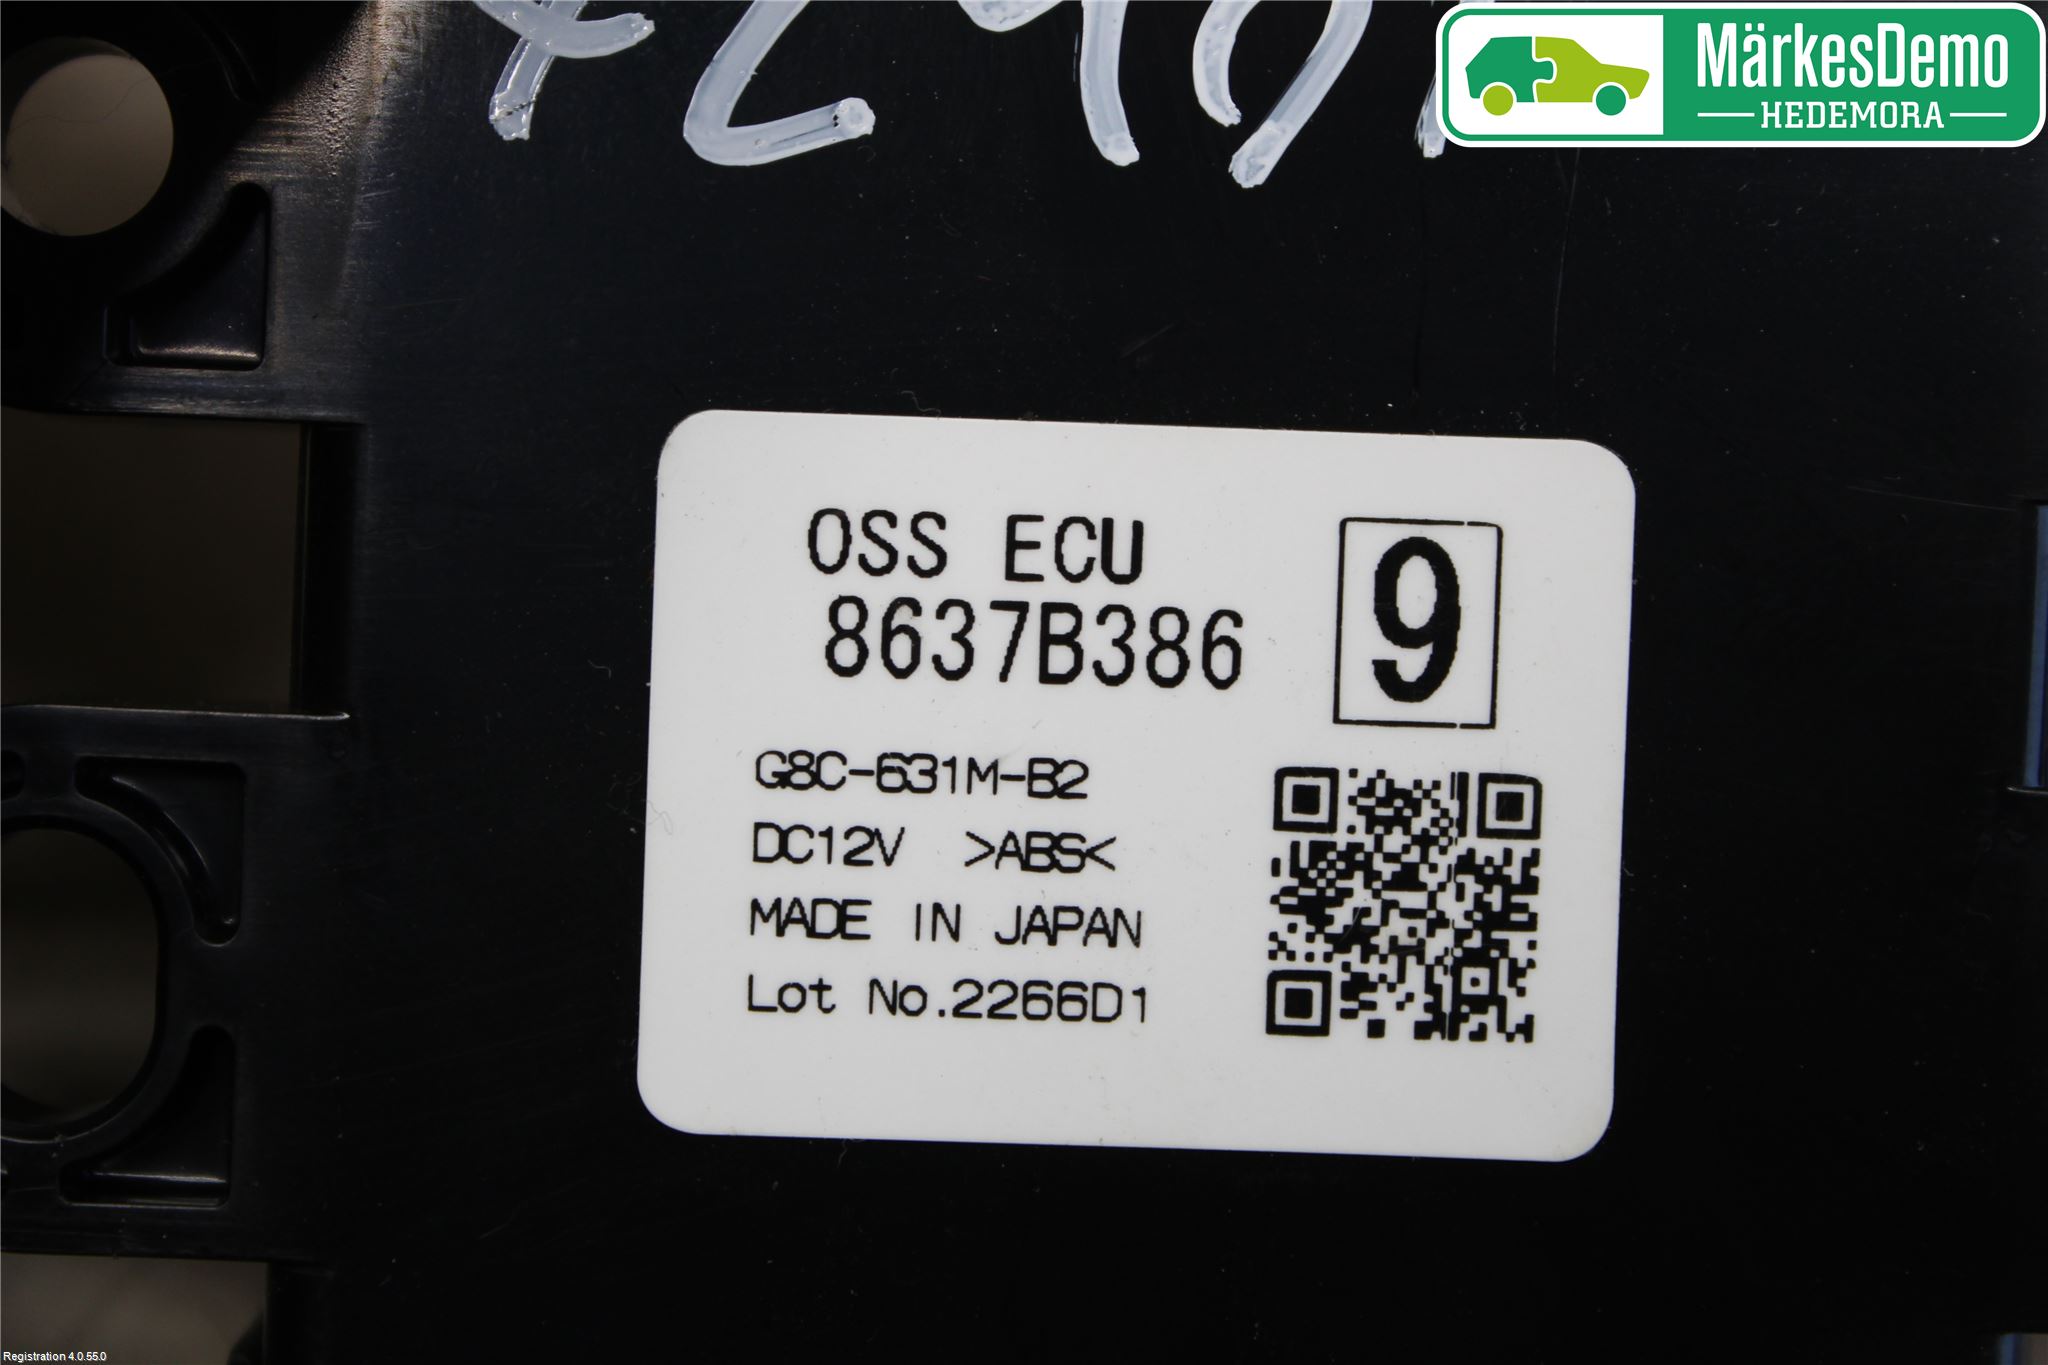 MärkesDemo
HEDEMORA
OSS ECU
8637B386
9
G8C-631M-B2
DC12V >ABS<
MADE IN JAPAN
Lot No.2266D1
Registration 4.0.55.0